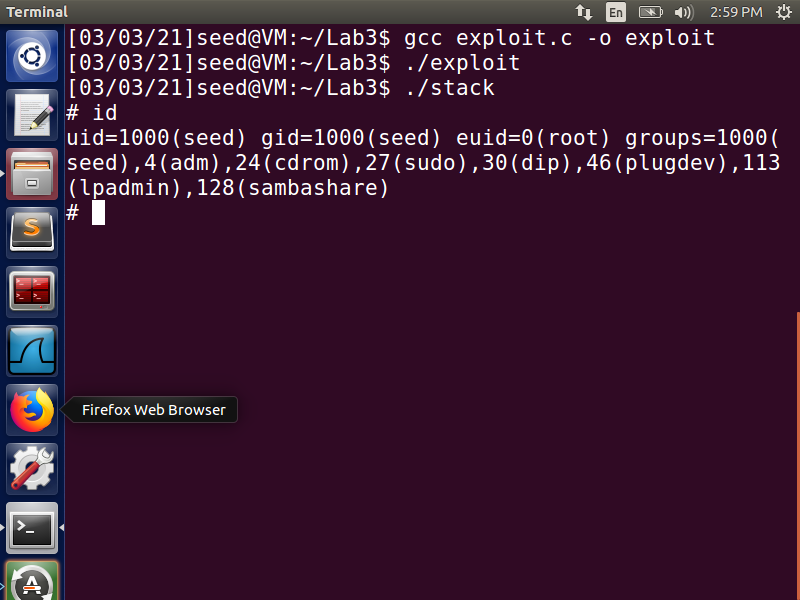 Terminal
En
2:59 PM
[03/03/21]seed@VM:~/Lab3$ gcc exploit.c -o exploit
[03/03/21]seed@VM:~/Lab3$ ./exploit
[03/03/21]seed@VM:~/Lab3$ ./stack
# id
uid=1000(seed) gid=1000(seed) euid=0(root) groups=1000(
seed),4(adm),24(cdrom),27(sudo),30(dip),46(plugdev),113
(lpadmin),128(sambashare)
#
Firefox Web Browser